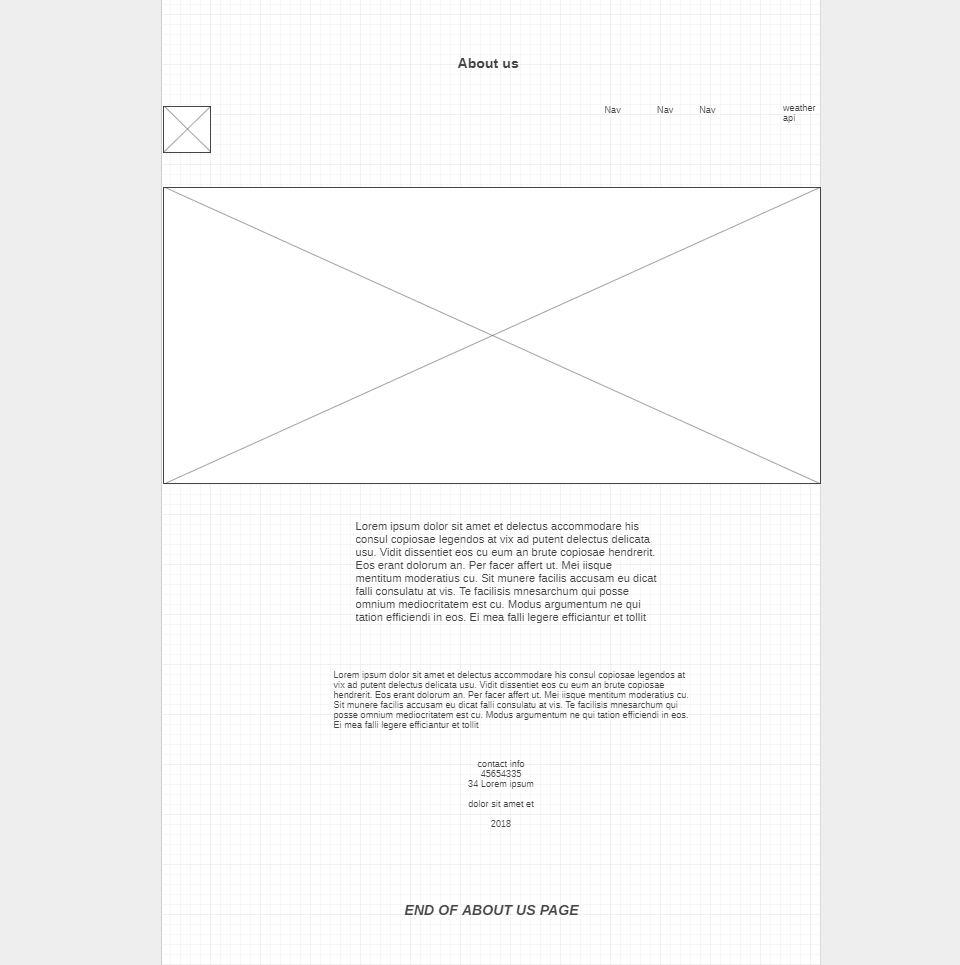 About us
Nav Nav Nav weather
api
Lorem ipsum dolor sit amet et delectus accommodare his
consul copiosae legendos at vix ad putent delectus delicata
usu. Vidit dissentiet eos cu eum an brute copiosae hendrerit.
Eos erant dolorum an. Per facer affert ut. Mei iisque
mentitum moderatius cu. Sit munere facilis accusam eu dicat
falli consulatu at vis. Te facilisis mnesarchum qui posse
omnium mediocritatem est cu. Modus argumentum ne qui
tation efficiendi in eos. Ei mea falli legere efficiantur et tollit
Lorem ipsum dolor sit amet et delectus accommodare his consul copiosae legendos at
vix ad putent delectus delicata usu. Vidit dissentiet eos cu eum an brute copiosae
hendrerit. Eos erant dolorum an. Per facer affert ut. Mei iisque mentitum moderatius cu.
Sit munere facilis accusam eu dicat falli consulatu at vis. Te facilisis mnesarchum qui
posse omnium mediocritatem est cu. Modus argumentum ne qui tation efficiendi in eos.
Ei mea falli legere efficiantur et tollit
contact info
45654335
34 Lorem ipsum
dolor sit amet et
2018
END OF ABOUT US PAGE